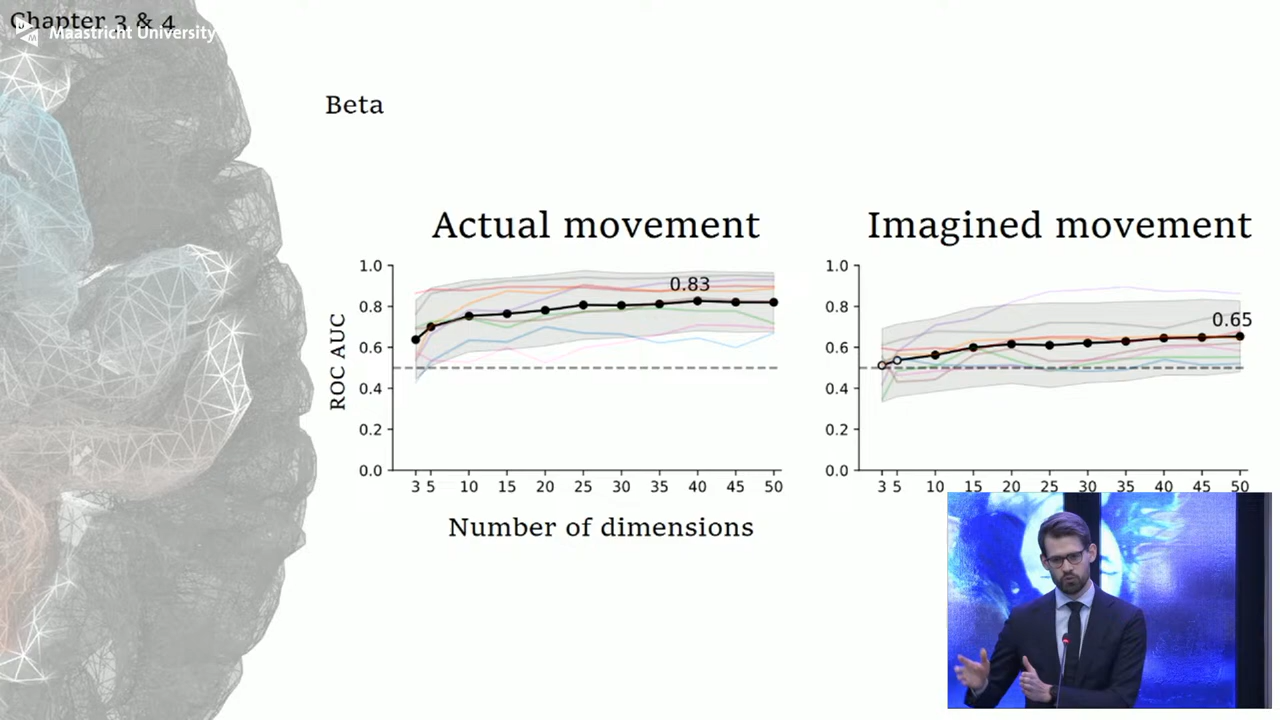 Chapter 3 & 4
Maastricht University
Beta
Actual movement
Imagined movement
1.0
0.8
0.6
0.4
0.2
0.0
ROC AUC
0.83
3 5 10 15 20 25 30 35 40 45 50
Number of dimensions
1.0
0.8
0.6
0.4
0.2
0.0
0.65
3 5 10 15 20 25 30 35 40 45 50